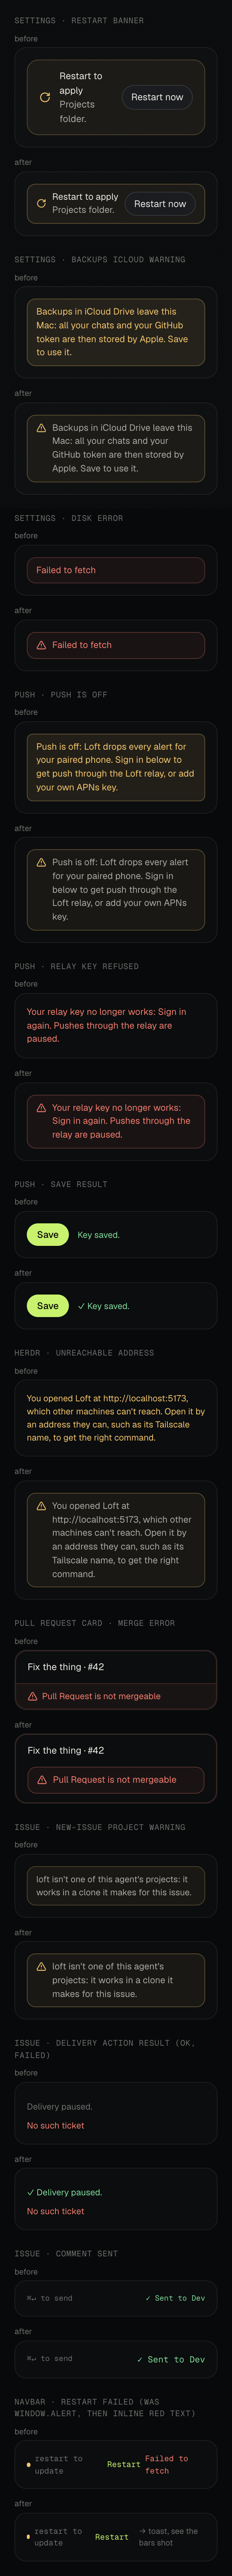 SETTINGS · RESTART BANNER
before
Restart to
apply
Projects
folder.
Restart now
after
Restart to apply
Projects folder.
Restart now
SETTINGS · BACKUPS ICLOUD WARNING
before
Backups in iCloud Drive leave this
Mac: all your chats and your GitHub
token are then stored by Apple. Save
to use it.
after
Backups in iCloud Drive leave this
Mac: all your chats and your
GitHub token are then stored by
Apple. Save to use it.
SETTINGS · DISK ERROR
before
Failed to fetch
after
Failed to fetch
PUSH · PUSH IS OFF
before
Push is off: Loft drops every alert for
your paired phone. Sign in below to
get push through the Loft relay, or add
your own APNs key.
after
Push is off: Loft drops every alert
for your paired phone. Sign in
below to get push through the
Loft relay, or add your own APNs
key.
PUSH · RELAY KEY REFUSED
before
Your relay key no longer works: Sign in
again. Pushes through the relay are
paused.
after
Your relay key no longer works:
Sign in again. Pushes through the
relay are paused.
PUSH · SAVE RESULT
before
Save
Key saved.
after
Save
✓ Key saved.
HERDR · UNREACHABLE ADDRESS
before
You opened Loft at http://localhost:5173,
which other machines can't reach. Open it by
an address they can, such as its Tailscale
name, to get the right command.
after
You opened Loft at
http://localhost:5173, which other
machines can't reach. Open it by
an address they can, such as its
Tailscale name, to get the right
command.
PULL REQUEST CARD · MERGE ERROR
before
Fix the thing · #42
Pull Request is not mergeable
after
Fix the thing · #42
Pull Request is not mergeable
ISSUE · NEW-ISSUE PROJECT WARNING
before
loft isn't one of this agent's projects: it
works in a clone it makes for this issue.
after
loft isn't one of this agent's
projects: it works in a clone it
makes for this issue.
ISSUE · DELIVERY ACTION RESULT (OK,
FAILED)
before
Delivery paused.
No such ticket
after
✓ Delivery paused.
No such ticket
ISSUE · COMMENT SENT
before
⌘↵ to send
✓ Sent to Dev
after
⌘↵ to send
✓ Sent to Dev
NAVBAR · RESTART FAILED (WAS
WINDOW.ALERT, THEN INLINE RED TEXT)
before
restart to
update
Restart
Failed to
fetch
after
restart to
update
Restart
→ toast, see the
bars shot